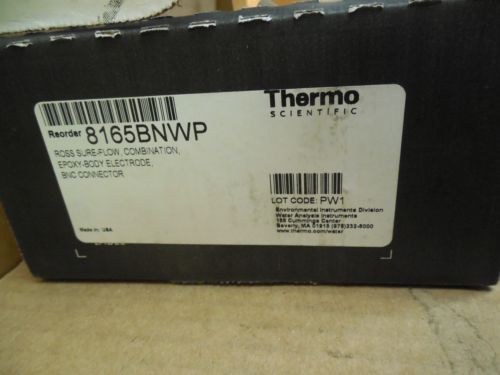 Thermo
SCIENTIFIC
Reorder 8165BNWP
ROSS SURE-FLOW, COMBINATION,
EPOXY-BODY ELECTRODE,
BNC CONNECTOR
LOT CODE: PW1
Environmental Instruments Division
Water Analysis Instruments
166 Cummings Center
Beverly, MA 01915 (978)232-6000
www.thermo.com/water
Made in: USA